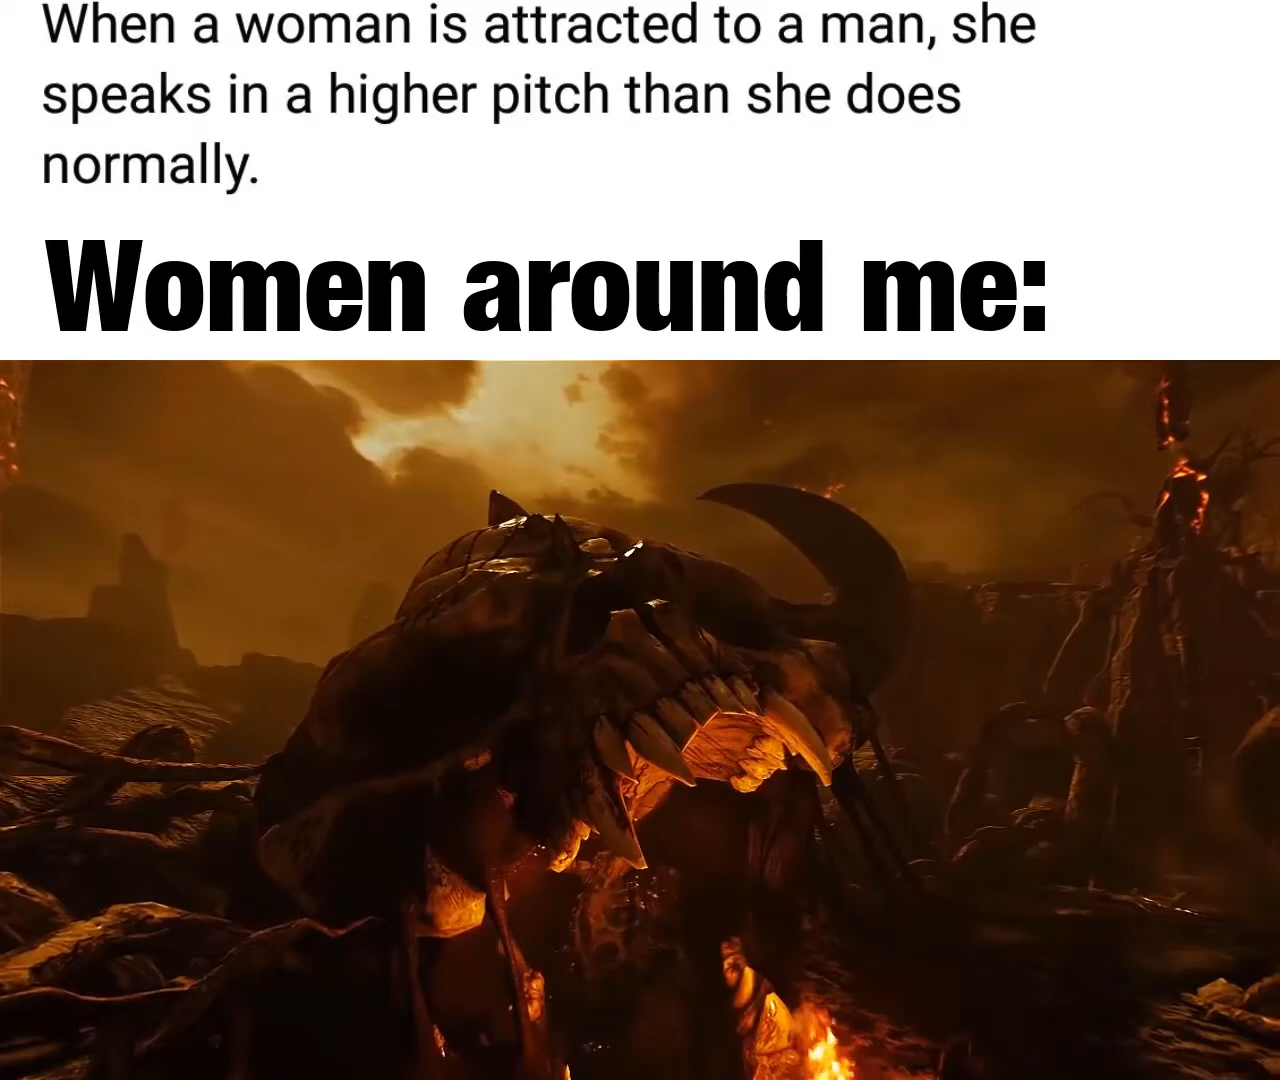 When a woman is attracted to a man, she
speaks in a higher pitch than she does
normally.
Women around me: